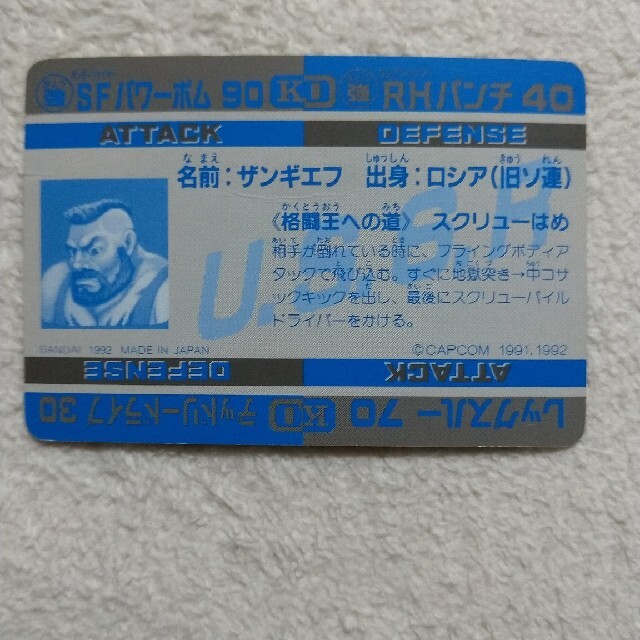 強 SFパワーボム 90 KD 強 RHパンチ 40
ATTACK DEFENSE
名前：ザンギエフ 出身：ロシア(旧ソ連)
《格闘王への道》 スクリューはめ
相手が倒れている時に、フライングボディア
タックで飛び込む。すぐに地獄突き→中コサ
ックキックを出し、最後にスクリューパイル
ドライバーをかける。
U.S.S.R
BANDAI 1992 MADE IN JAPAN
©CAPCOM 1991,1992
ATTACK DEFENSE
レッグスルー 70 KD デッドリードライブ 30